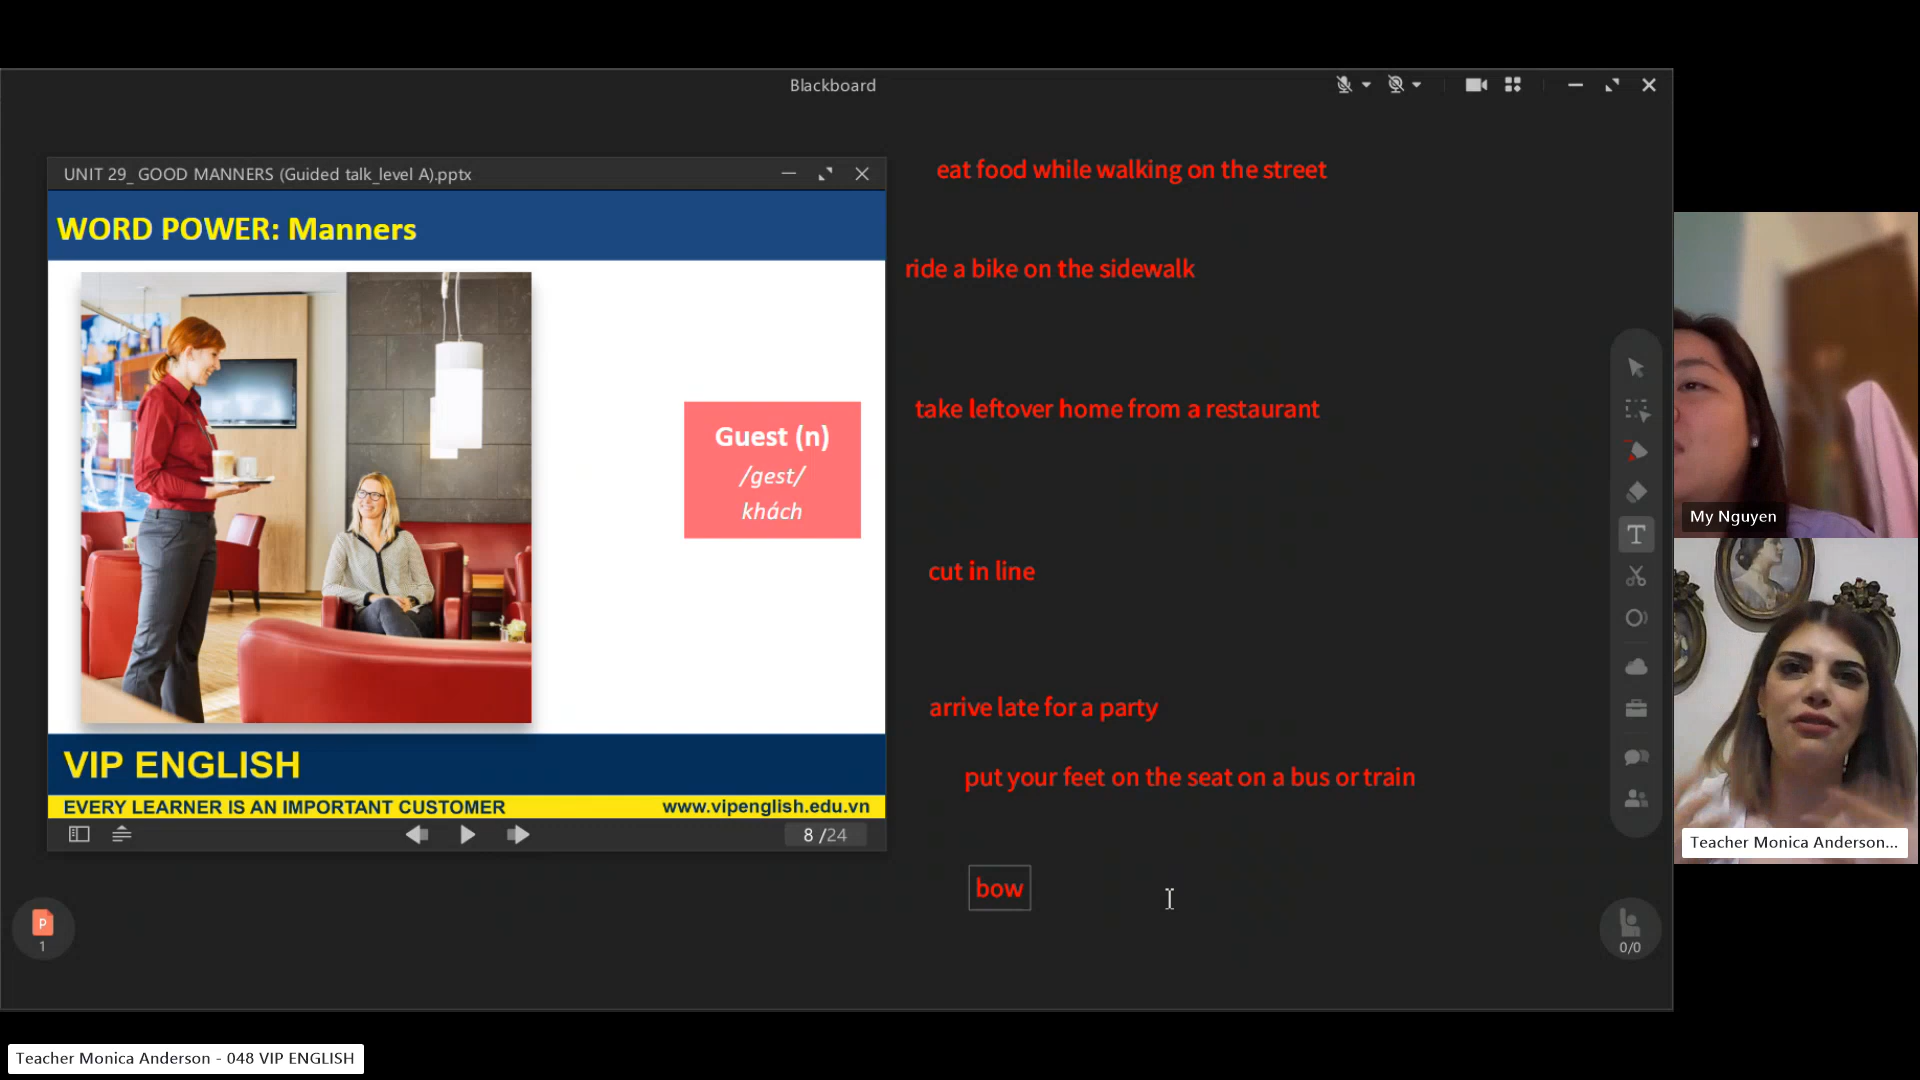 Blackboard
UNIT 29_ GOOD MANNERS (Guided talk_level A).pptx
WORD POWER: Manners
Guest (n)
/gest/
khách
VIP ENGLISH
EVERY LEARNER IS AN IMPORTANT CUSTOMER
www.vipenglish.edu.vn
8 /24
eat food while walking on the street
ride a bike on the sidewalk
take leftover home from a restaurant
cut in line
arrive late for a party
put your feet on the seat on a bus or train
bow
T
P
1
0/0
My Nguyen
Teacher Monica Anderson...
Teacher Monica Anderson - 048 VIP ENGLISH